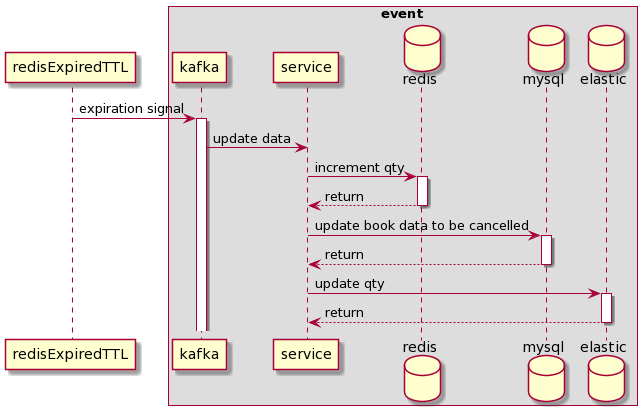 event
redisExpiredTTL
kafka
service
redis
mysql
elastic
expiration signal
update data
increment qty
return
update book data to be cancelled
return
update qty
return
redisExpiredTTL
kafka
service
redis
mysql
elastic